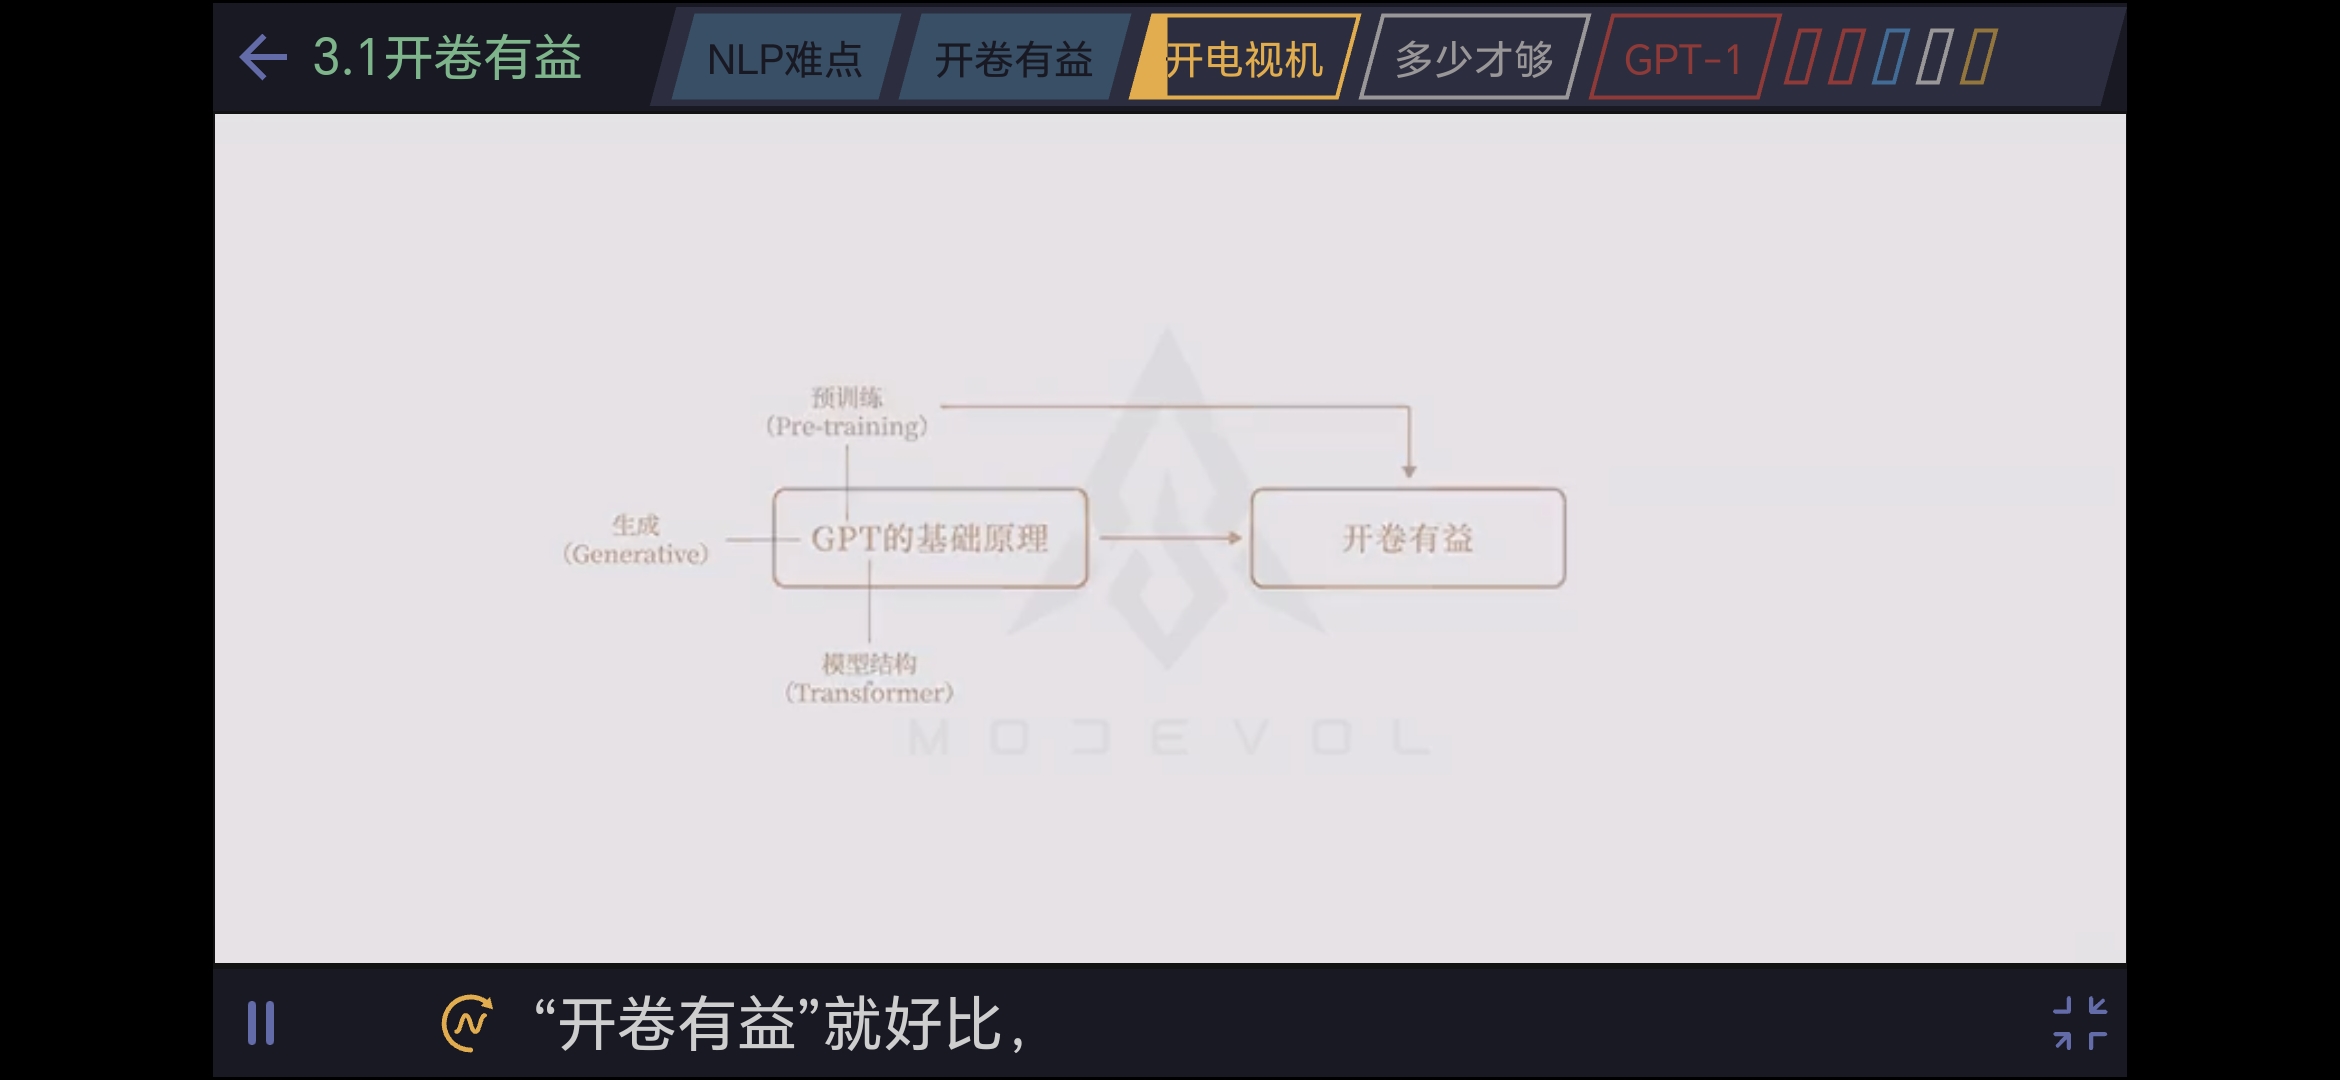 3.1开卷有益
NLP难点
开卷有益
开电视机
多少才够
GPT-1
预训练
(Pre-training)
生成
(Generative)
GPT的基础原理
开卷有益
模型结构
(Transformer)
MODEVOL
“开卷有益”就好比,